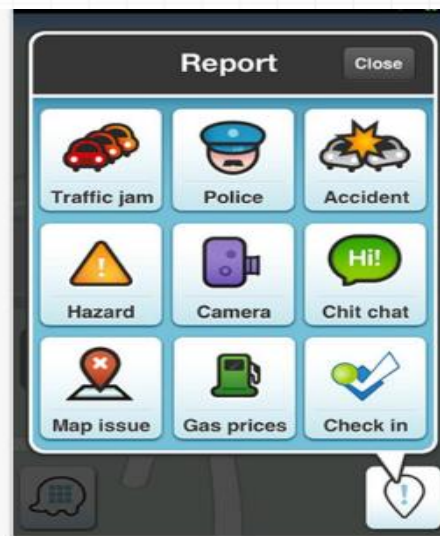 Report
Close
Traffic jam
Police
Accident
!
Hazard
Camera
Hi!
Chit chat
Map issue
Gas prices
Check in
!